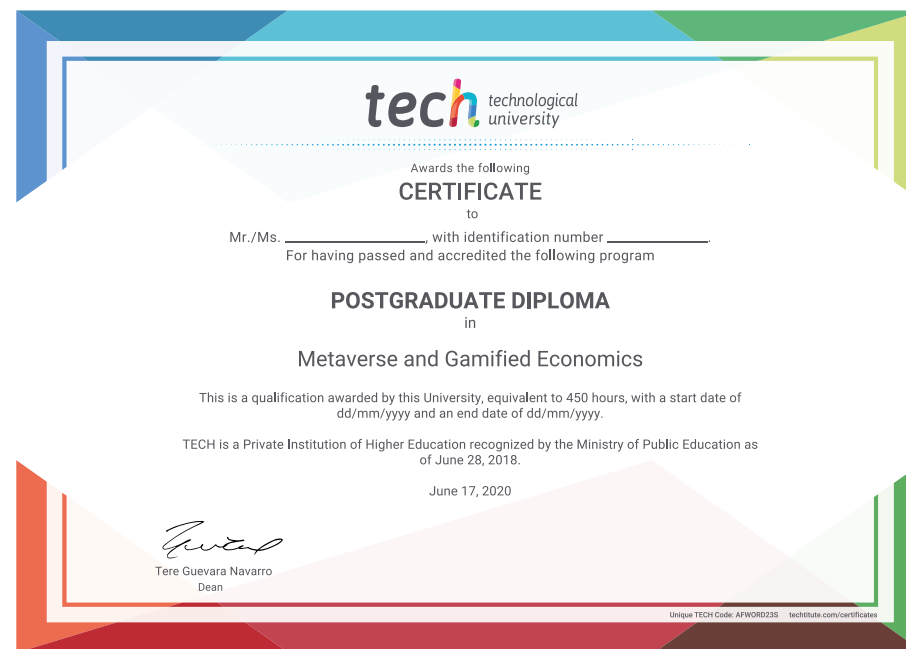 tech technological
university
Awards the following
CERTIFICATE
to
Mr./Ms. ____________, with identification number ____________.
For having passed and accredited the following program
POSTGRADUATE DIPLOMA
in
Metaverse and Gamified Economics
This is a qualification awarded by this University, equivalent to 450 hours, with a start date of
dd/mm/yyyy and an end date of dd/mm/yyyy.
TECH is a Private Institution of Higher Education recognized by the Ministry of Public Education as
of June 28, 2018.
June 17, 2020
Tere Guevara Navarro
Dean
Unique TECH Code: AFWORD23S techtitute.com/certificates